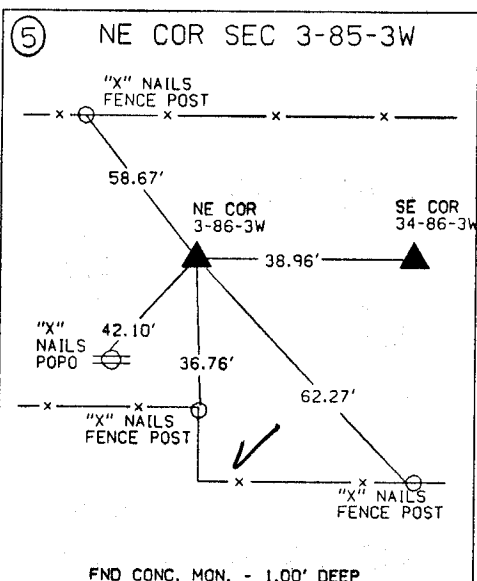 5 NE COR SEC 3-85-3W
"X" NAILS
FENCE POST
58.67'
NE COR
3-86-3W
SE COR
34-86-3W
38.96'
"X"
NAILS
POPO
42.10'
36.76'
62.27'
"X" NAILS
FENCE POST
"X" NAILS
FENCE POST
FND CONC. MON. - 1.00' DEEP